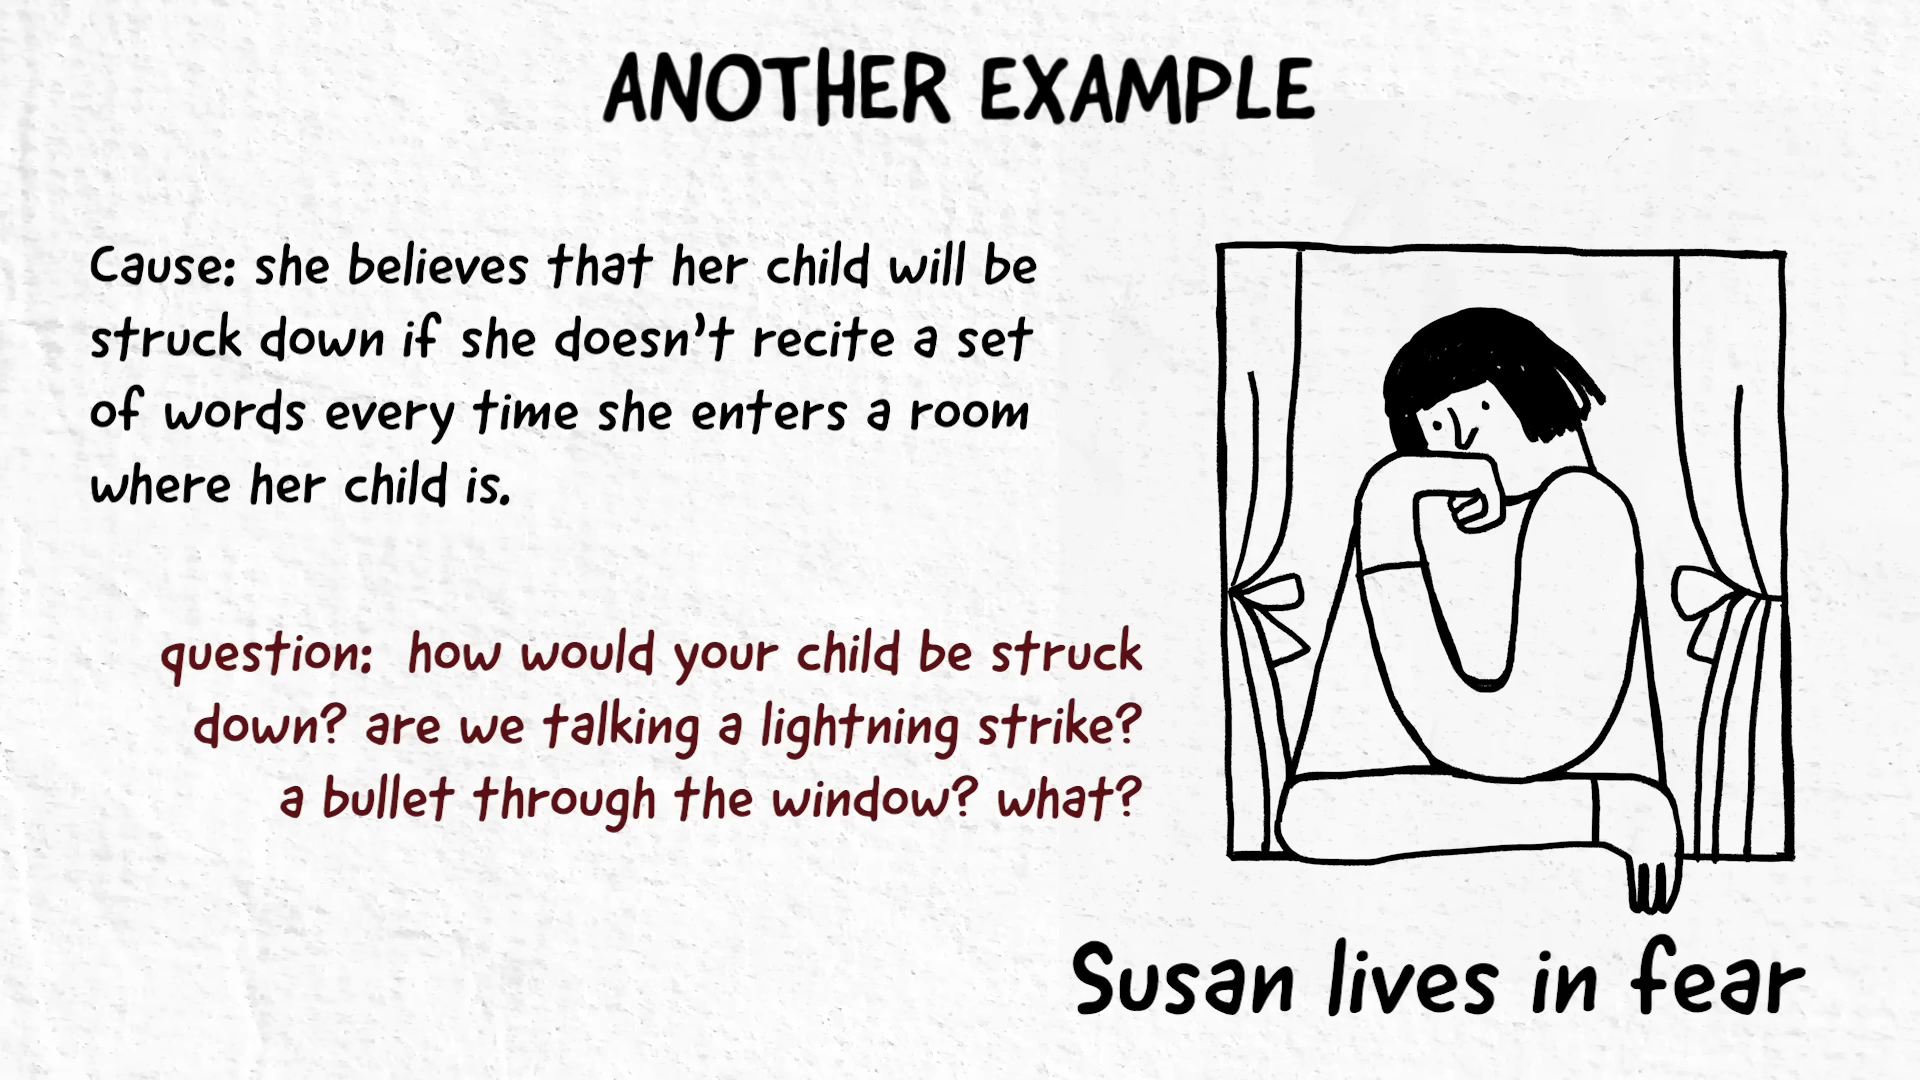 ANOTHER EXAMPLE
Cause: she believes that her child will be
struck down if she doesn't recite a set
of words every time she enters a room
where her child is.
question: how would your child be struck
down? are we talking a lightning strike?
a bullet through the window? what?
Susan lives in fear